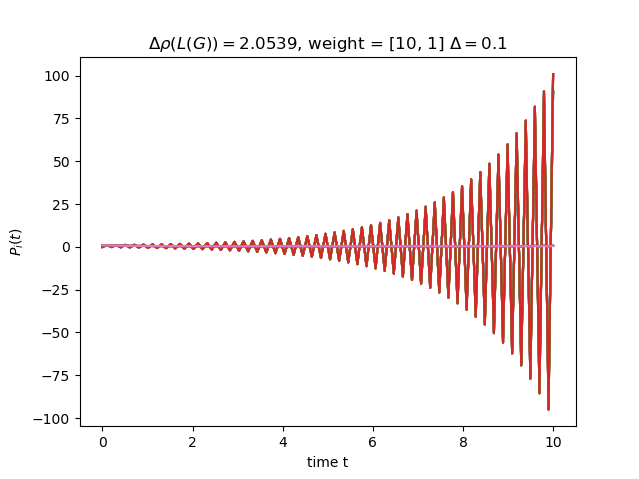 Δρ(L(G)) = 2.0539, weight = [10, 1] Δ = 0.1
100
75
50
25
0
−25
−50
−75
−100
P_i(t)
0 2 4 6 8 10
time t